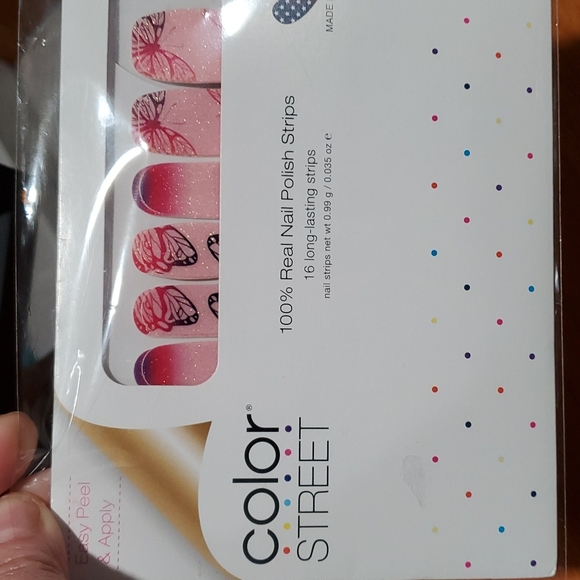 color®
STREET
100% Real Nail Polish Strips
16 long-lasting strips
nail strips net wt 0.99 g / 0.035 oz ℮
MADE
Easy Peel
& Apply